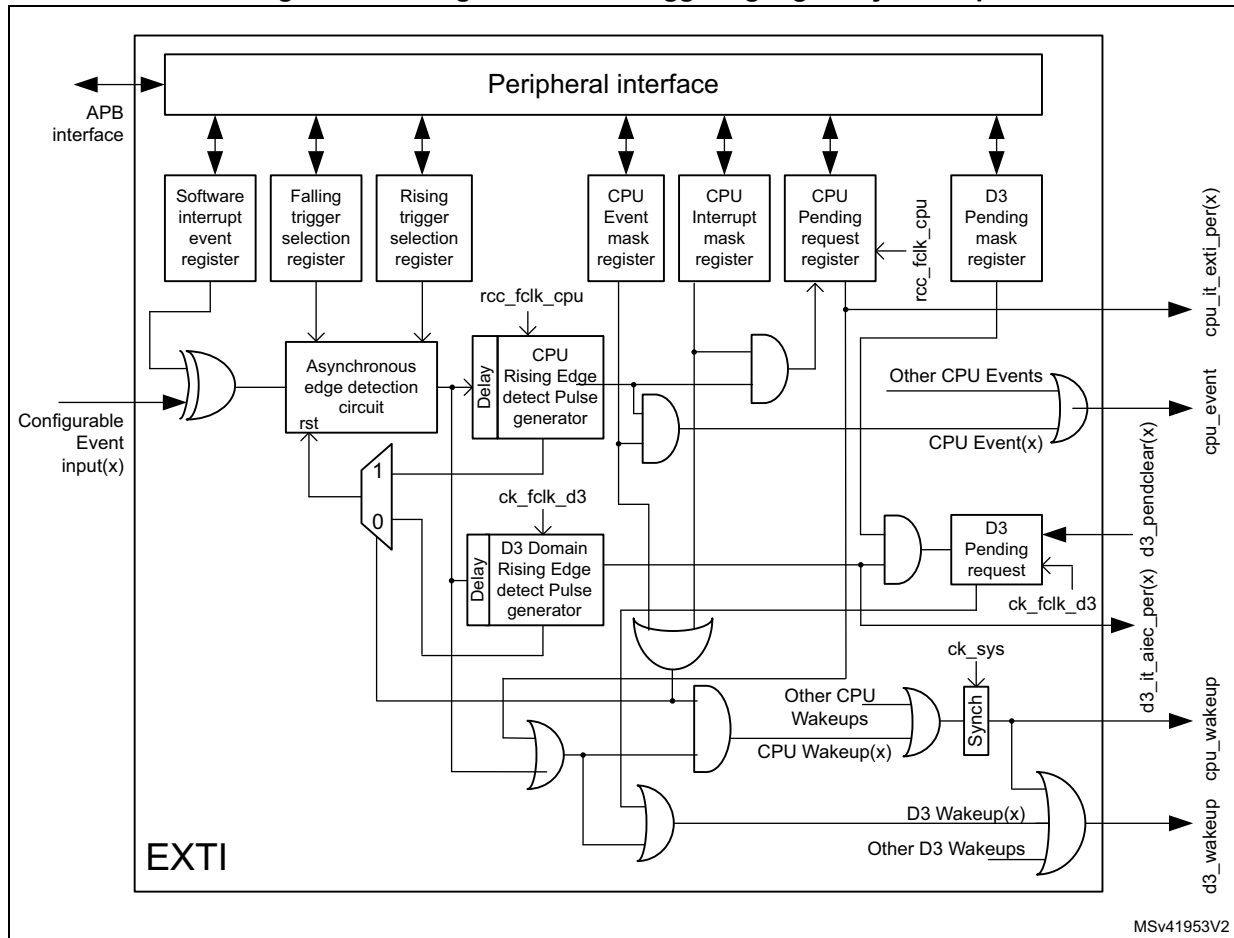 Peripheral interface
APB
interface
Software
interrupt
event
register
Falling
trigger
selection
register
Rising
trigger
selection
register
CPU
Event
mask
register
CPU
Interrupt
mask
register
CPU
Pending
request
register
D3
Pending
mask
register
rcc_fclk_cpu
cpu_it_exti_per(x)
rcc_fclk_cpu
Asynchronous
edge detection
circuit
rst
Delay
CPU
Rising Edge
detect Pulse
generator
Other CPU Events
CPU Event(x)
cpu_event
Configurable
Event
input(x)
1
0
ck_fclk_d3
Delay
D3 Domain
Rising Edge
detect Pulse
generator
D3
Pending
request
d3_pendclear(x)
ck_fclk_d3
d3_it_aiec_per(x)
ck_sys
Other CPU
Wakeups
CPU Wakeup(x)
Synch
cpu_wakeup
D3 Wakeup(x)
Other D3 Wakeups
d3_wakeup
EXTI
MSv41953V2